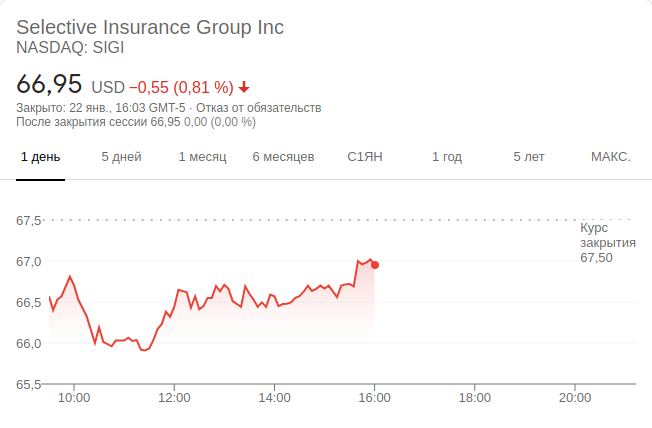 Selective Insurance Group Inc
NASDAQ: SIGI
66,95 USD −0,55 (0,81 %)
Закрыто: 22 янв., 16:03 GMT-5 · Отказ от обязательств
После закрытия сессии 66,95 0,00 (0,00 %)
1 день 5 дней 1 месяц 6 месяцев С1ЯН 1 год 5 лет МАКС.
67,5
Курс
закрытия
67,50
67,0
66,5
66,0
65,5
10:00 12:00 14:00 16:00 18:00 20:00